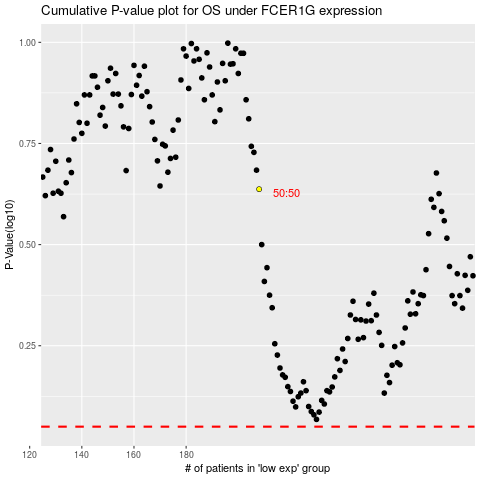 Cumulative P-value plot for OS under FCER1G expression
1.00
0.75
0.50
0.25
P-Value(log10)
50:50
120 140 160 180
# of patients in 'low exp' group